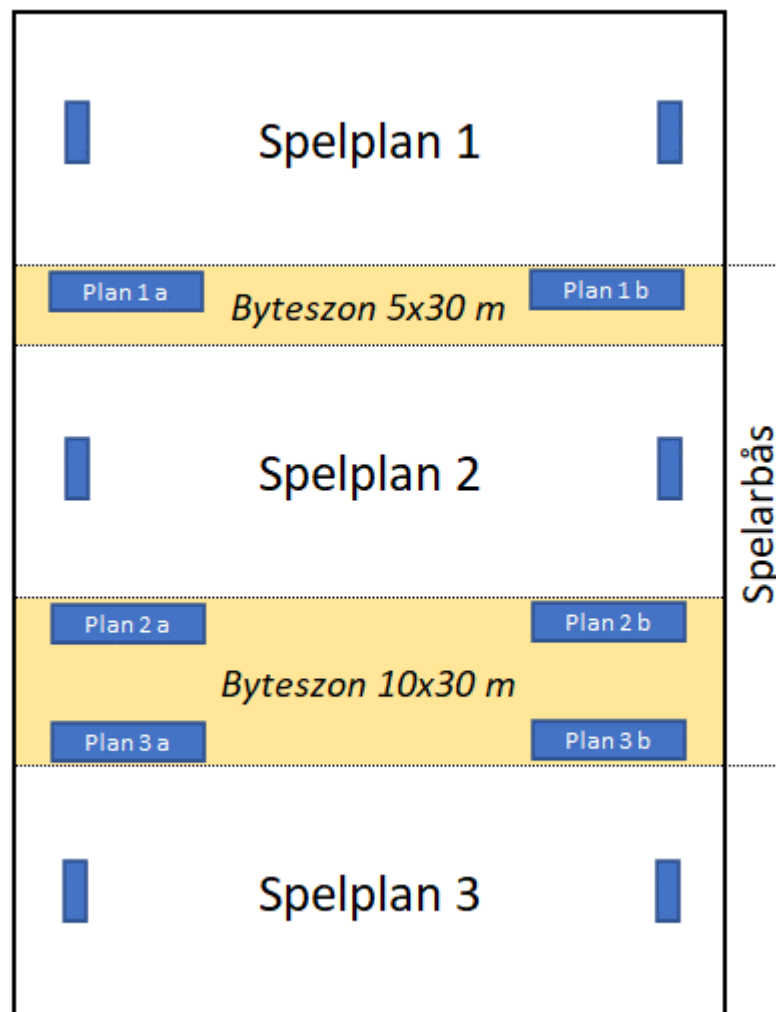 Spelplan 1
Plan 1 a
Byteszon 5x30 m
Plan 1 b
Spelplan 2
Spelarbås
Plan 2 a
Plan 2 b
Byteszon 10x30 m
Plan 3 a
Plan 3 b
Spelplan 3